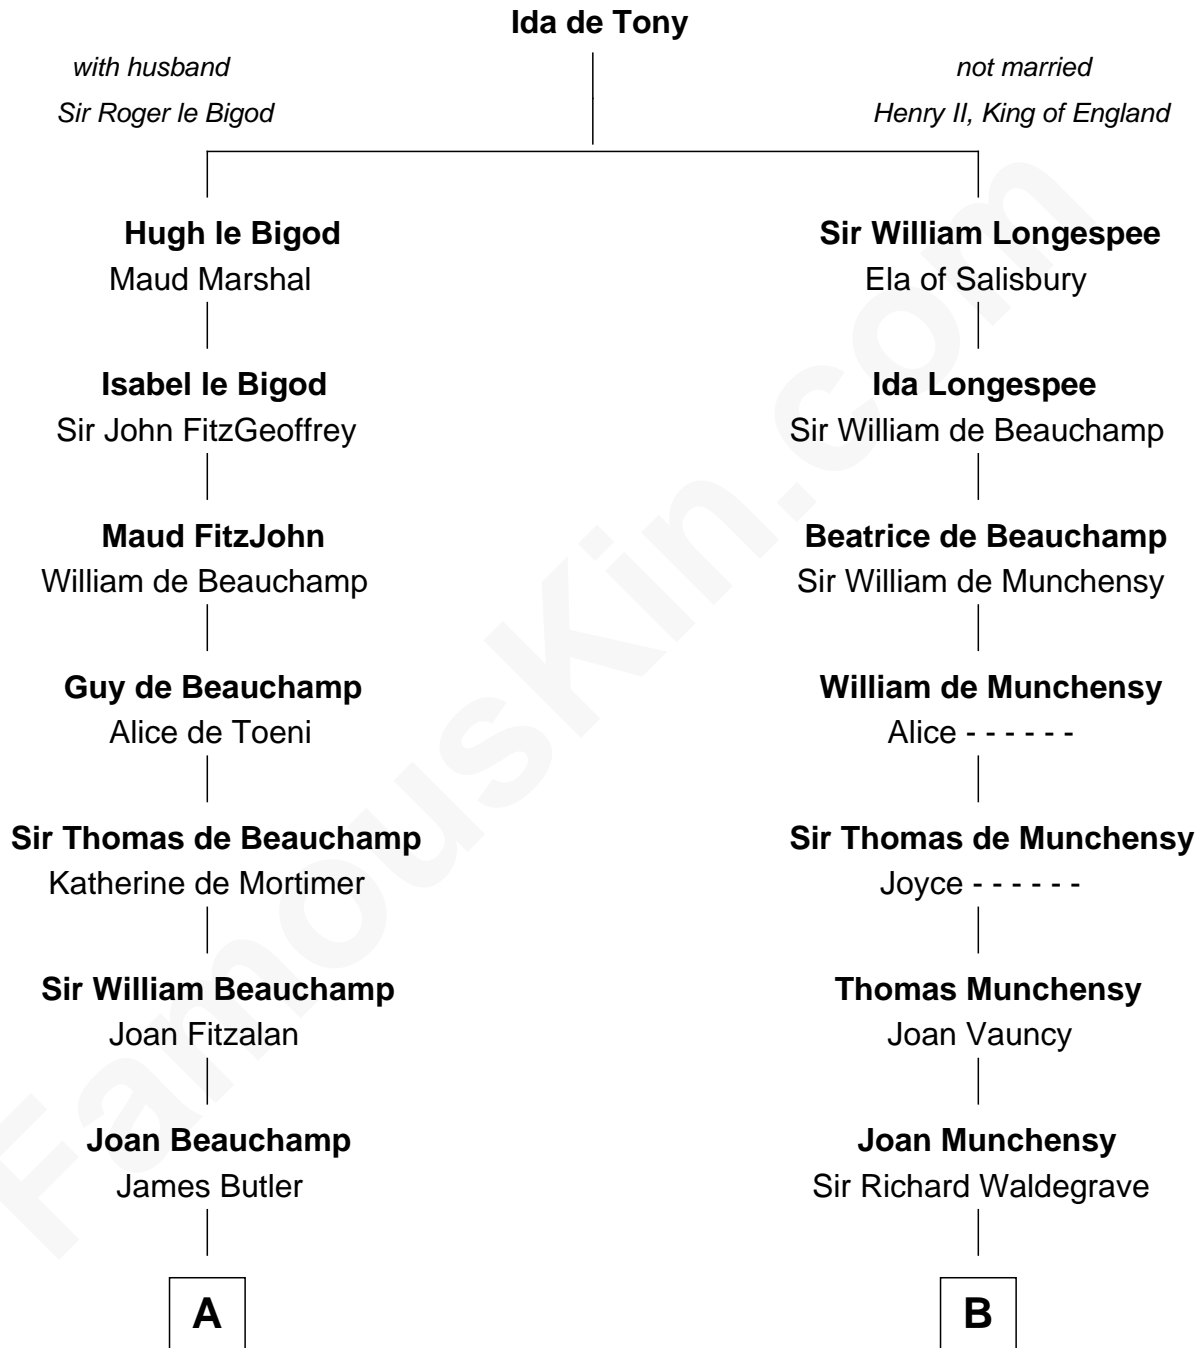 Ida de Tony
with husband
Sir Roger le Bigod
not married
Henry II, King of England
Hugh le Bigod
Maud Marshal
Sir William Longespee
Ela of Salisbury
Isabel le Bigod
Sir John FitzGeoffrey
Ida Longespee
Sir William de Beauchamp
Maud FitzJohn
William de Beauchamp
Beatrice de Beauchamp
Sir William de Munchensy
Guy de Beauchamp
Alice de Toeni
William de Munchensy
Alice - - - - - -
Sir Thomas de Beauchamp
Katherine de Mortimer
Sir Thomas de Munchensy
Joyce - - - - - -
Sir William Beauchamp
Joan Fitzalan
Thomas Munchensy
Joan Vauncy
Joan Beauchamp
James Butler
Joan Munchensy
Sir Richard Waldegrave
A
B
FamousKin.com